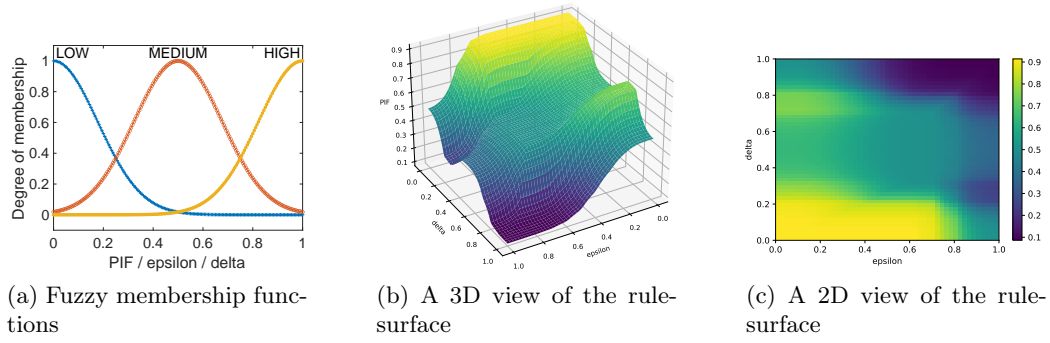 LOW MEDIUM HIGH
1
0.8
0.6
0.4
0.2
0
Degree of membership
0 0.2 0.4 0.6 0.8 1
PIF / epsilon / delta
(a) Fuzzy membership func-
tions
0.9
0.8
0.7
0.6
0.5
0.4
0.3
0.2
0.1
PIF
0.0
0.2
0.4
0.6
0.8
1.0
delta
1.0
0.8
0.6
0.4
0.2
0.0
epsilon
(b) A 3D view of the rule-
surface
1.0
0.8
0.6
0.4
0.2
0.0
delta
0.0 0.2 0.4 0.6 0.8 1.0
epsilon
0.9
0.8
0.7
0.6
0.5
0.4
0.3
0.2
0.1
(c) A 2D view of the rule-
surface